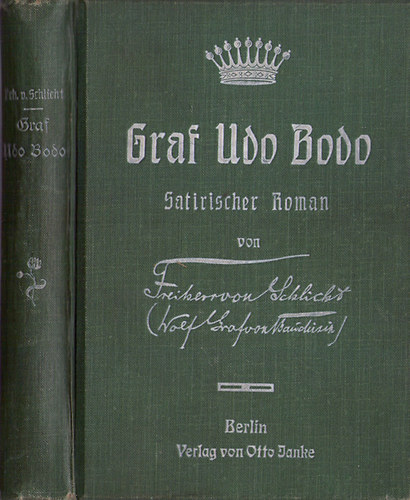 Frh. v. Schlicht
Graf
Udo Bodo
Graf Udo Bodo
Satirischer Roman
von
Freiherr von Schlicht
(Wolf Graf von Baudissin)
Berlin
Verlag von Otto Janke